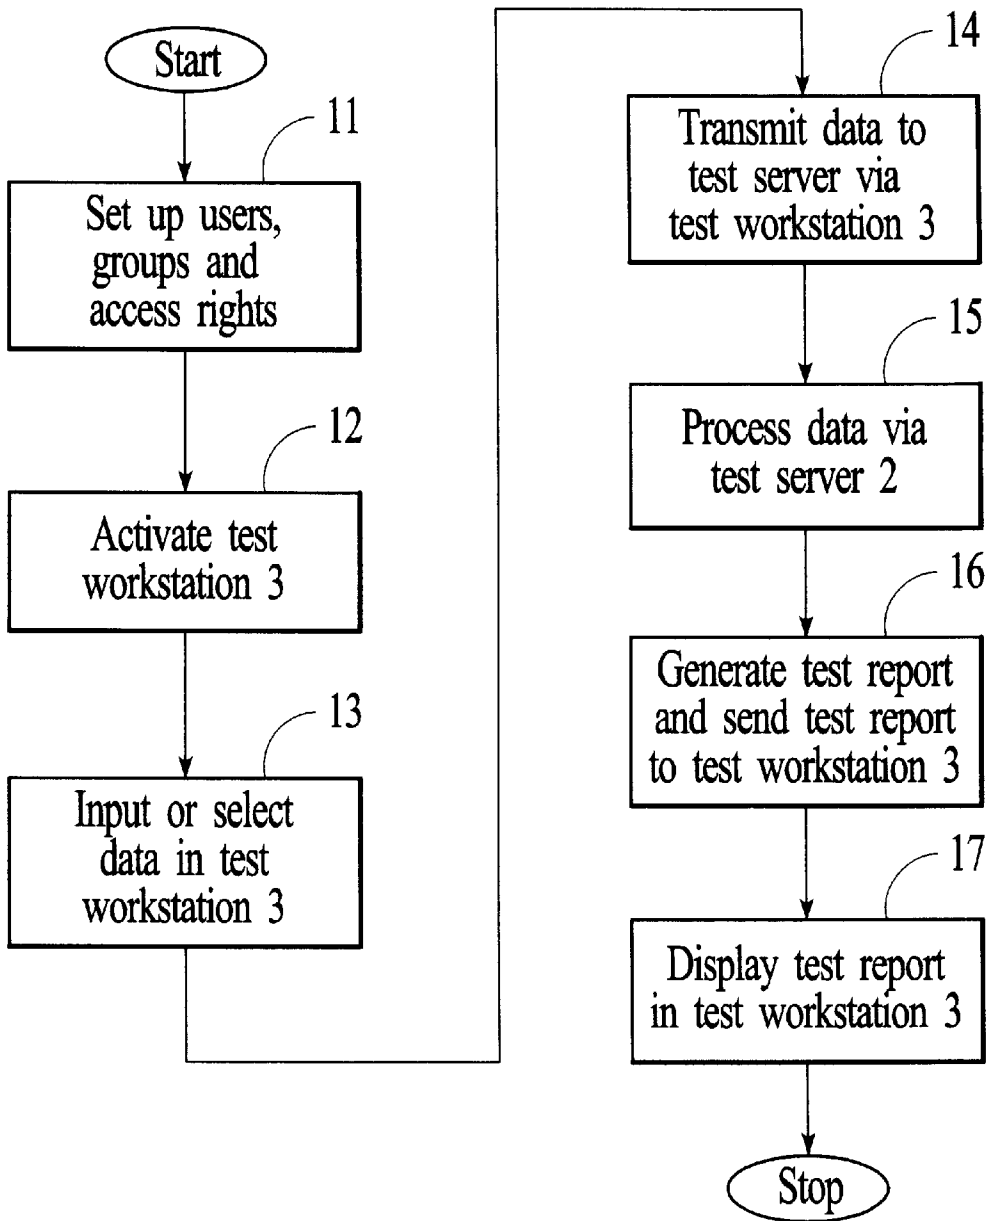 Start
11
Set up users,
groups and
access rights
12
Activate test
workstation 3
13
Input or select
data in test
workstation 3
14
Transmit data to
test server via
test workstation 3
15
Process data via
test server 2
16
Generate test report
and send test report
to test workstation 3
17
Display test report
in test workstation 3
Stop